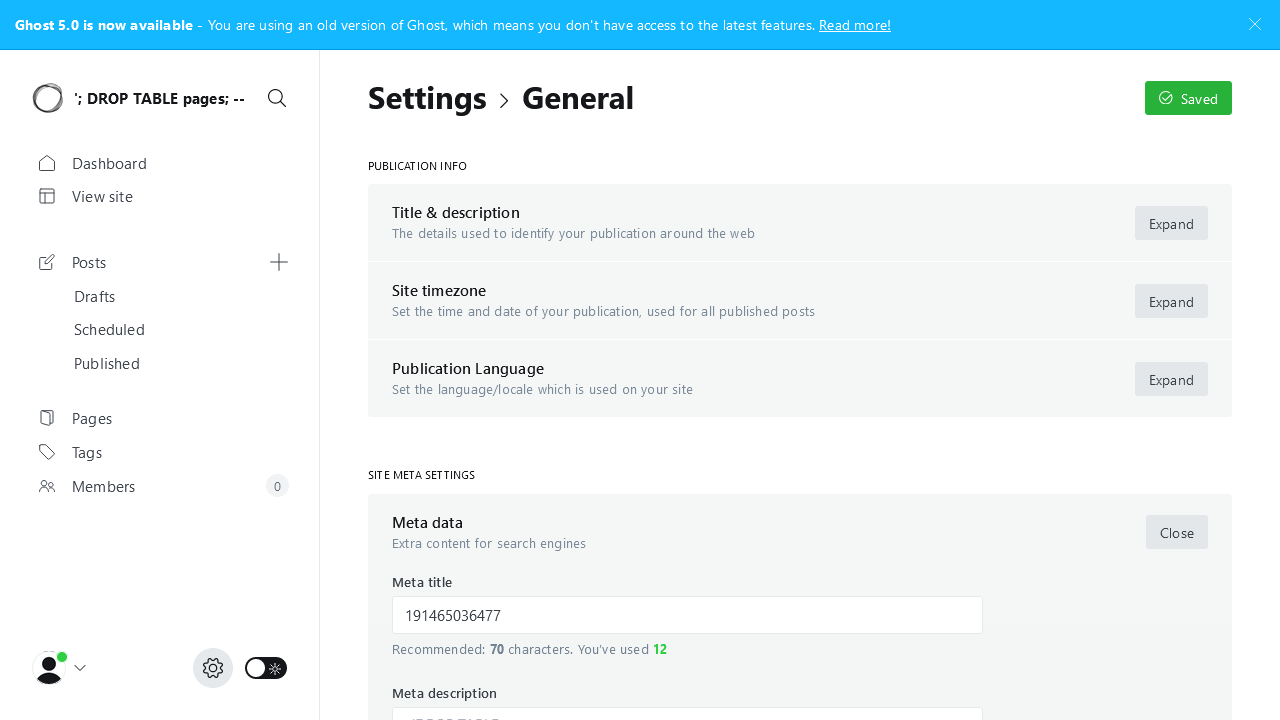 Ghost 5.0 is now available - You are using an old version of Ghost, which means you don't have access to the latest features. Read more!
'; DROP TABLE pages; --
Settings > General
Saved
Dashboard
View site
Posts
Drafts
Scheduled
Published
Pages
Tags
Members 0
PUBLICATION INFO
Title & description
The details used to identify your publication around the web
Expand
Site timezone
Set the time and date of your publication, used for all published posts
Expand
Publication Language
Set the language/locale which is used on your site
Expand
SITE META SETTINGS
Meta data
Extra content for search engines
Close
Meta title
191465036477
Recommended: 70 characters. You've used 12
Meta description